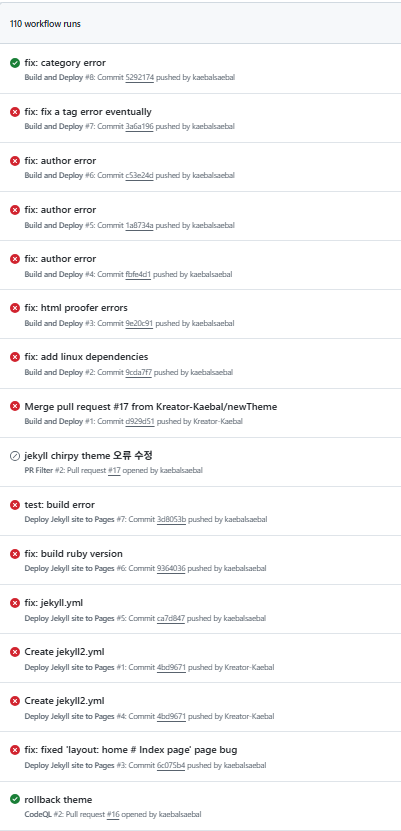 110 workflow runs
fix: category error
Build and Deploy #8: Commit 5292174 pushed by kaebalsaebal
fix: fix a tag error eventually
Build and Deploy #7: Commit 3a6a196 pushed by kaebalsaebal
fix: author error
Build and Deploy #6: Commit c53e24d pushed by kaebalsaebal
fix: author error
Build and Deploy #5: Commit 1a8734a pushed by kaebalsaebal
fix: author error
Build and Deploy #4: Commit fbfe4d1 pushed by kaebalsaebal
fix: html proofer errors
Build and Deploy #3: Commit 9e20c91 pushed by kaebalsaebal
fix: add linux dependencies
Build and Deploy #2: Commit 9cda7f7 pushed by kaebalsaebal
Merge pull request #17 from Kreator-Kaebal/newTheme
Build and Deploy #1: Commit d929d51 pushed by Kreator-Kaebal
jekyll chirpy theme 오류 수정
PR Filter #2: Pull request #17 opened by kaebalsaebal
test: build error
Deploy Jekyll site to Pages #7: Commit 3d8053b pushed by kaebalsaebal
fix: build ruby version
Deploy Jekyll site to Pages #6: Commit 9364036 pushed by kaebalsaebal
fix: jekyll.yml
Deploy Jekyll site to Pages #5: Commit ca7d847 pushed by kaebalsaebal
Create jekyll2.yml
Deploy Jekyll site to Pages #1: Commit 4bd9671 pushed by Kreator-Kaebal
Create jekyll2.yml
Deploy Jekyll site to Pages #4: Commit 4bd9671 pushed by Kreator-Kaebal
fix: fixed 'layout: home # Index page' page bug
Deploy Jekyll site to Pages #3: Commit 6c075b4 pushed by kaebalsaebal
rollback theme
CodeQL #2: Pull request #16 opened by kaebalsaebal